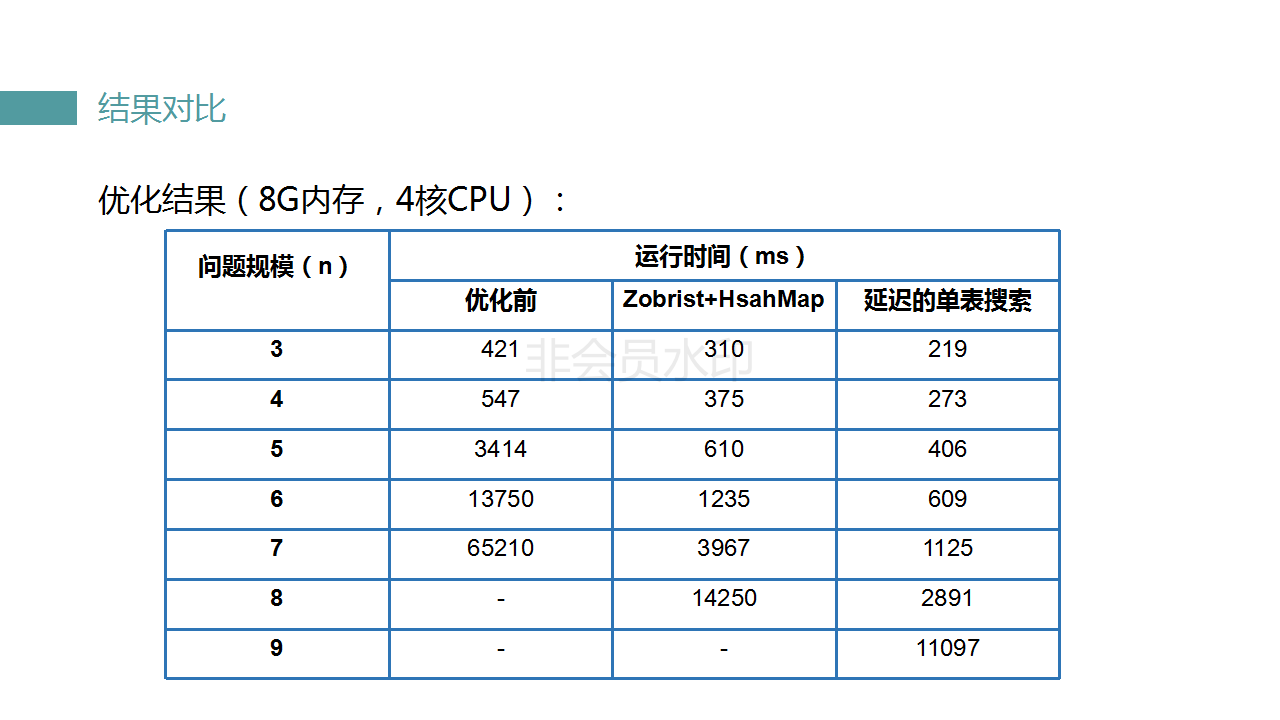 结果对比
优化结果（8G内存，4核CPU）：
问题规模（n） 运行时间（ms）
优化前 Zobrist+HsahMap 延迟的单表搜索
3 421 310 219
非会员水印
4 547 375 273
5 3414 610 406
6 13750 1235 609
7 65210 3967 1125
8 - 14250 2891
9 - - 11097